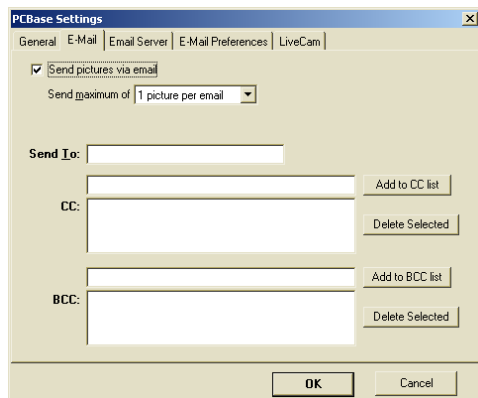 PCBase Settings
General E-Mail Email Server E-Mail Preferences LiveCam
Send pictures via email
Send maximum of 1 picture per email
Send To:
Add to CC list
CC:
Delete Selected
Add to BCC list
BCC:
Delete Selected
OK Cancel